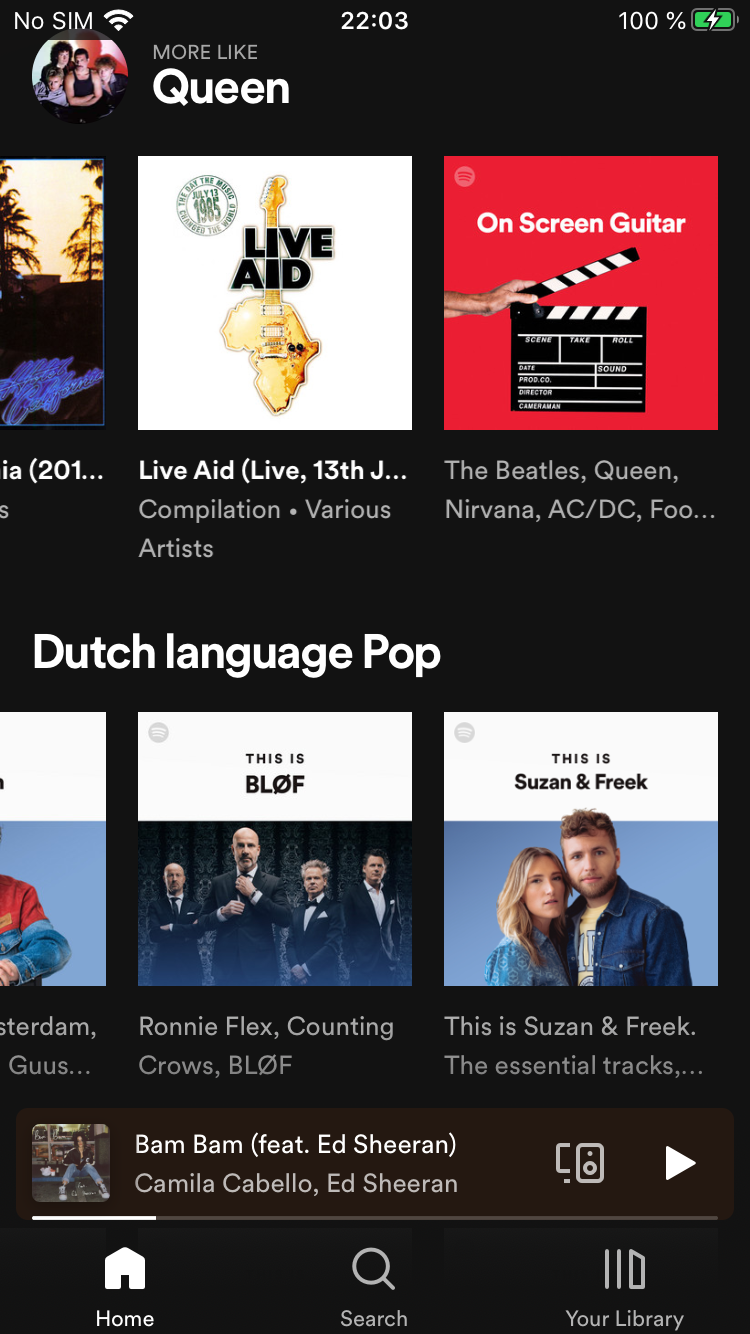 No SIM 22:03 100 %
MORE LIKE
Queen
THE DAY THE MUSIC CHANGED THE WORLD
JULY 13
1985
LIVE
AID
On Screen Guitar
SCENE TAKE ROLL
DATE SOUND
PROD.CO.
DIRECTOR
CAMERAMAN
ia (201... Live Aid (Live, 13th J... The Beatles, Queen,
s Compilation • Various Nirvana, AC/DC, Foo...
Artists
Dutch language Pop
THIS IS
BLØF
THIS IS
Suzan & Freek
sterdam, Ronnie Flex, Counting This is Suzan & Freek.
Guus... Crows, BLØF The essential tracks,...
Bam Bam (feat. Ed Sheeran)
Camila Cabello, Ed Sheeran
Home Search Your Library